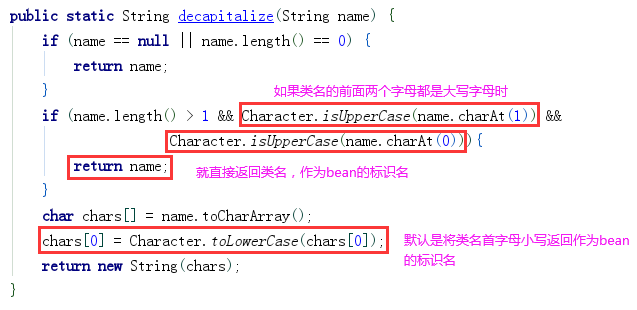 public static String decapitalize(String name) {
if (name == null || name.length() == 0) {
return name;
}
如果类名的前面两个字母都是大写字母时
if (name.length() > 1 && Character.isUpperCase(name.charAt(1)) &&
Character.isUpperCase(name.charAt(0))){
return name;
就直接返回类名，作为bean的标识名
}
char chars[] = name.toCharArray();
chars[0] = Character.toLowerCase(chars[0]);
默认是将类名首字母小写返回作为bean
的标识名
return new String(chars);
}